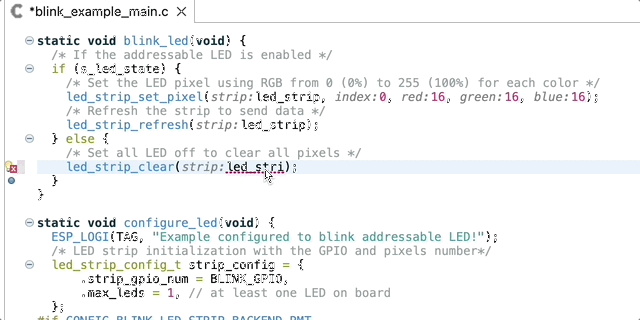 *blink_example_main.c
static void blink_led(void) {
/* If the addressable LED is enabled */
if (s_led_state) {
/* Set the LED pixel using RGB from 0 (0%) to 255 (100%) for each color */
led_strip_set_pixel(strip:led_strip, index:0, red:16, green:16, blue:16);
/* Refresh the strip to send data */
led_strip_refresh(strip:led_strip);
} else {
/* Set all LED off to clear all pixels */
led_strip_clear(strip:led_stri);
}
}
static void configure_led(void) {
ESP_LOGI(TAG, "Example configured to blink addressable LED!");
/* LED strip initialization with the GPIO and pixels number*/
led_strip_config_t strip_config = {
.strip_gpio_num = BLINK_GPIO,
.max_leds = 1, // at least one LED on board
};
#if CONFIG_BLINK_LED_STRIP_BACKEND_RMT